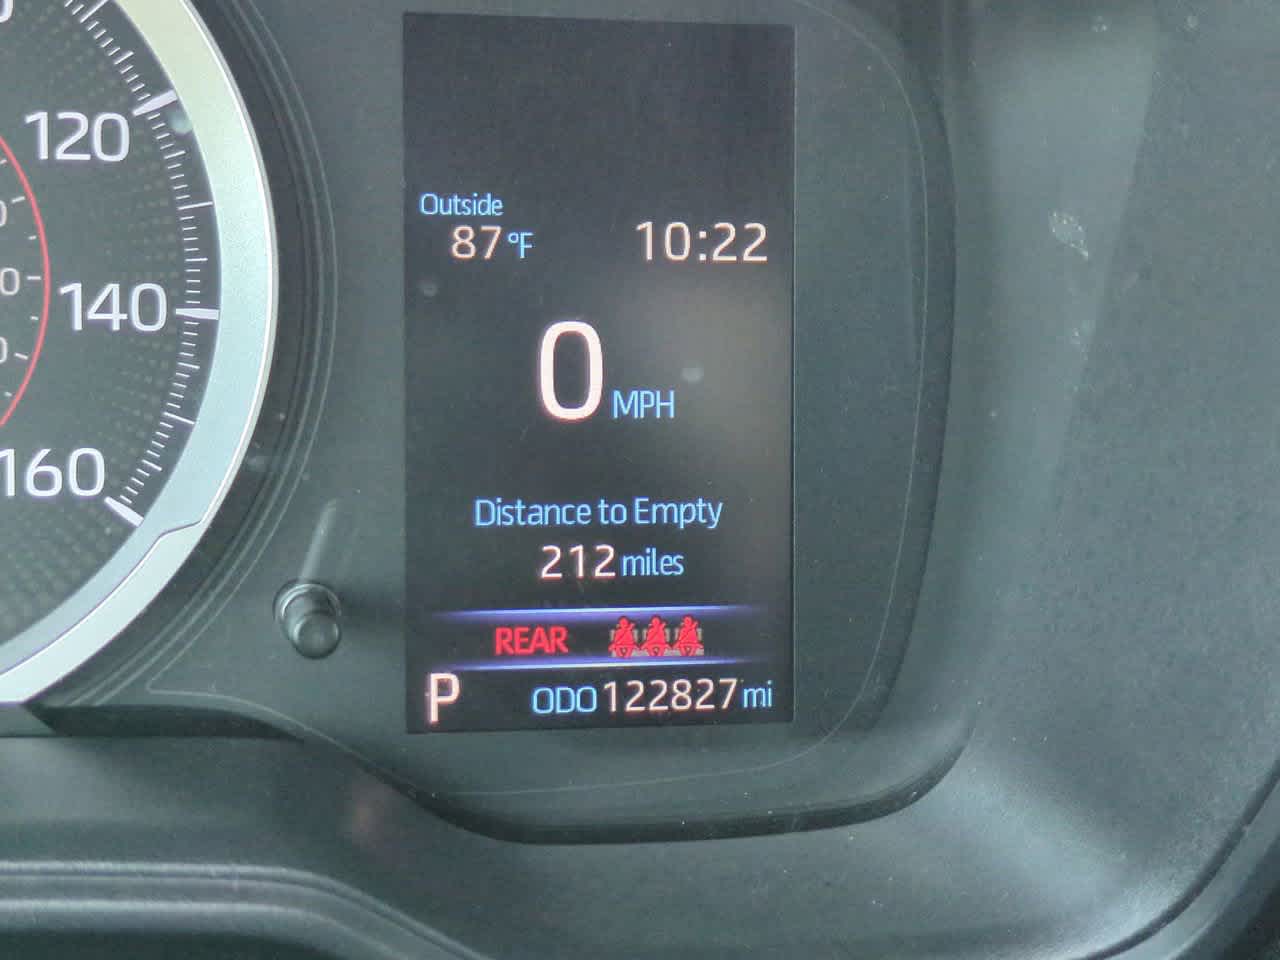 120
140
160
Outside
87 °F 10:22
0 MPH
Distance to Empty
212 miles
REAR
P ODO 122827 mi